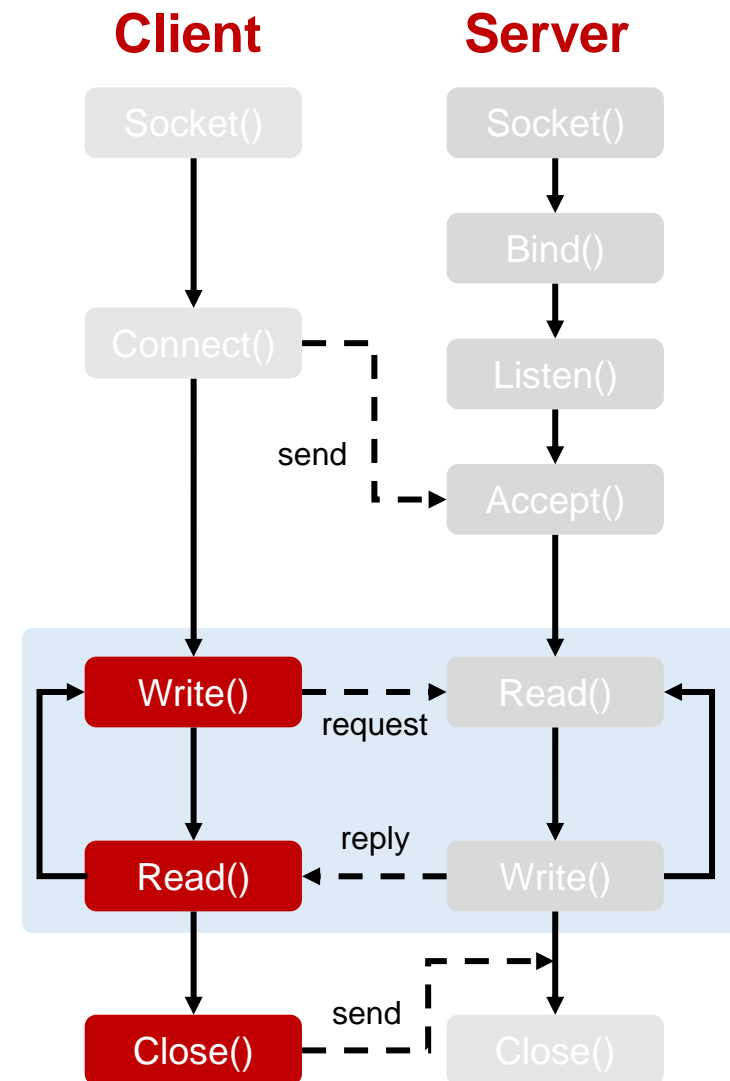 Client
Server
Socket()
Socket()
Bind()
Connect()
Listen()
send
Accept()
Write()
Read()
request
reply
Read()
Write()
send
Close()
Close()